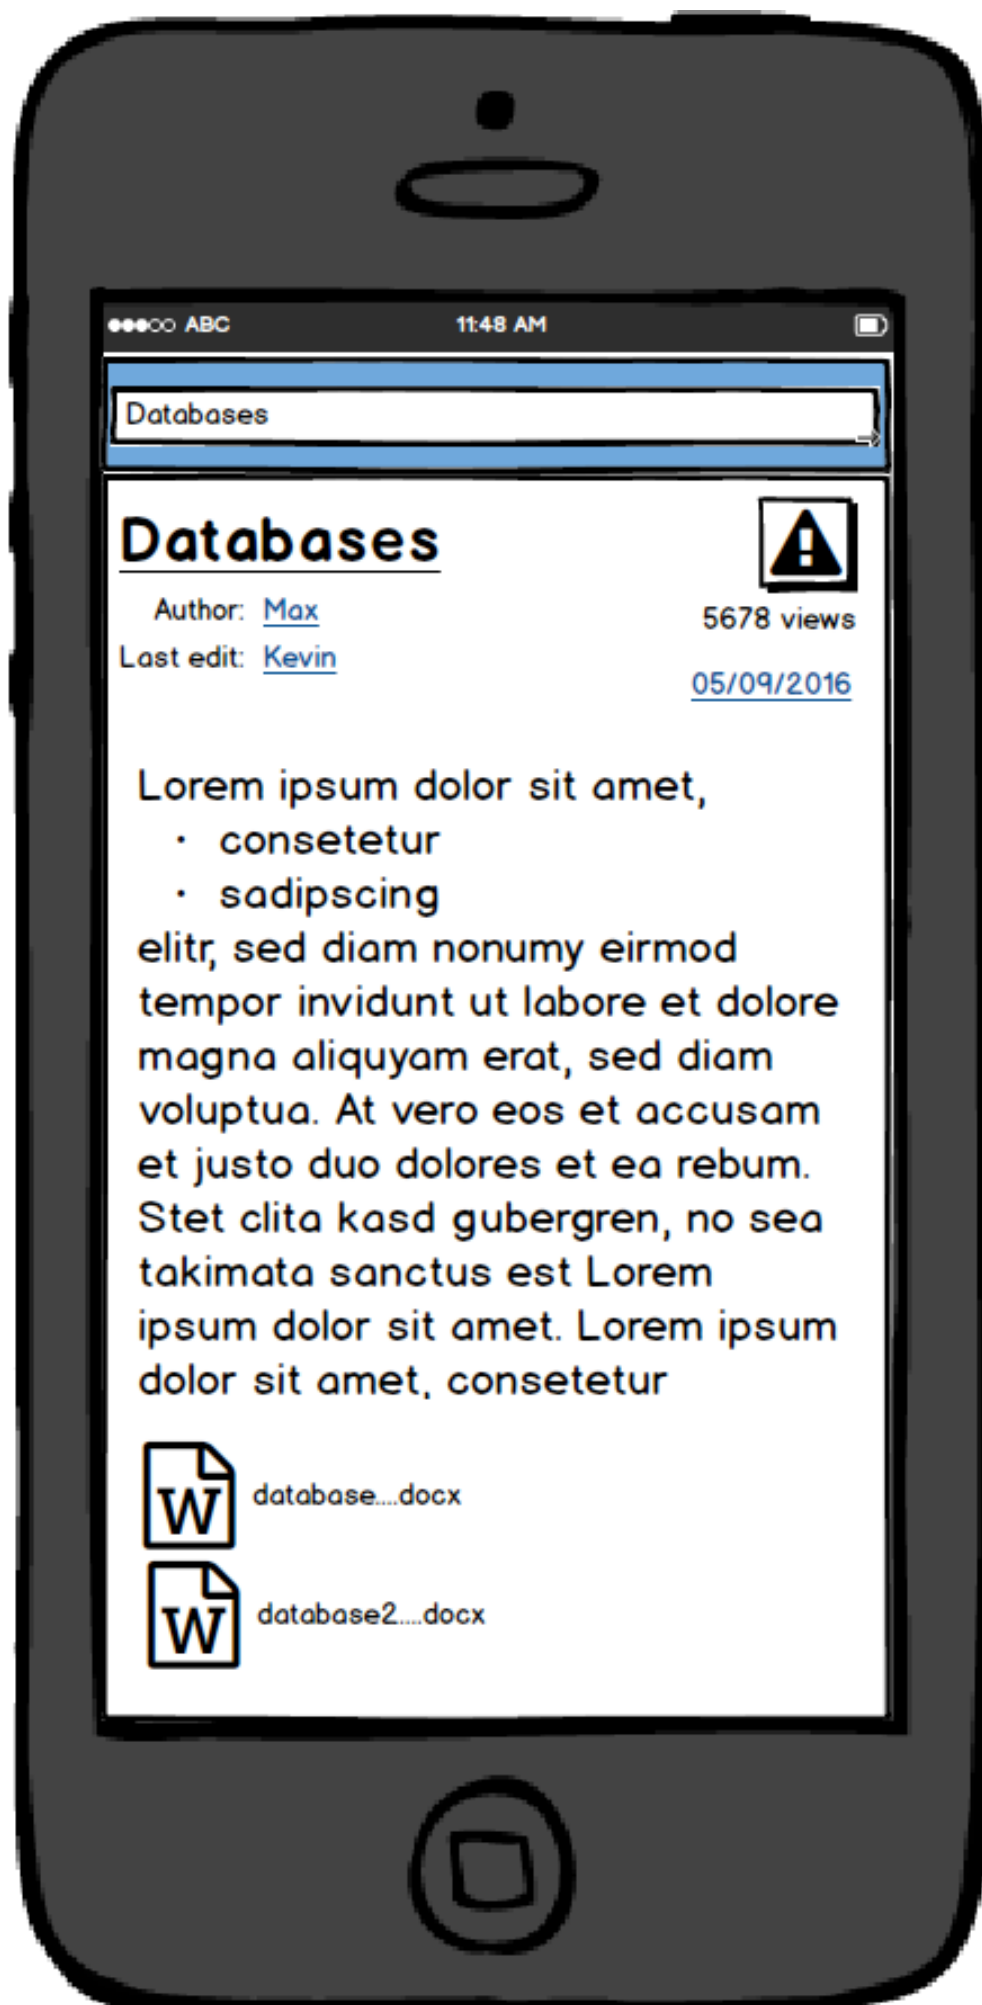 ABC 11:48 AM
Databases
Databases
Author: Max
5678 views
Last edit: Kevin
05/09/2016
Lorem ipsum dolor sit amet,
· consetetur
· sadipscing
elitr, sed diam nonumy eirmod
tempor invidunt ut labore et dolore
magna aliquyam erat, sed diam
voluptua. At vero eos et accusam
et justo duo dolores et ea rebum.
Stet clita kasd gubergren, no sea
takimata sanctus est Lorem
ipsum dolor sit amet. Lorem ipsum
dolor sit amet, consetetur
W database....docx
W database2....docx